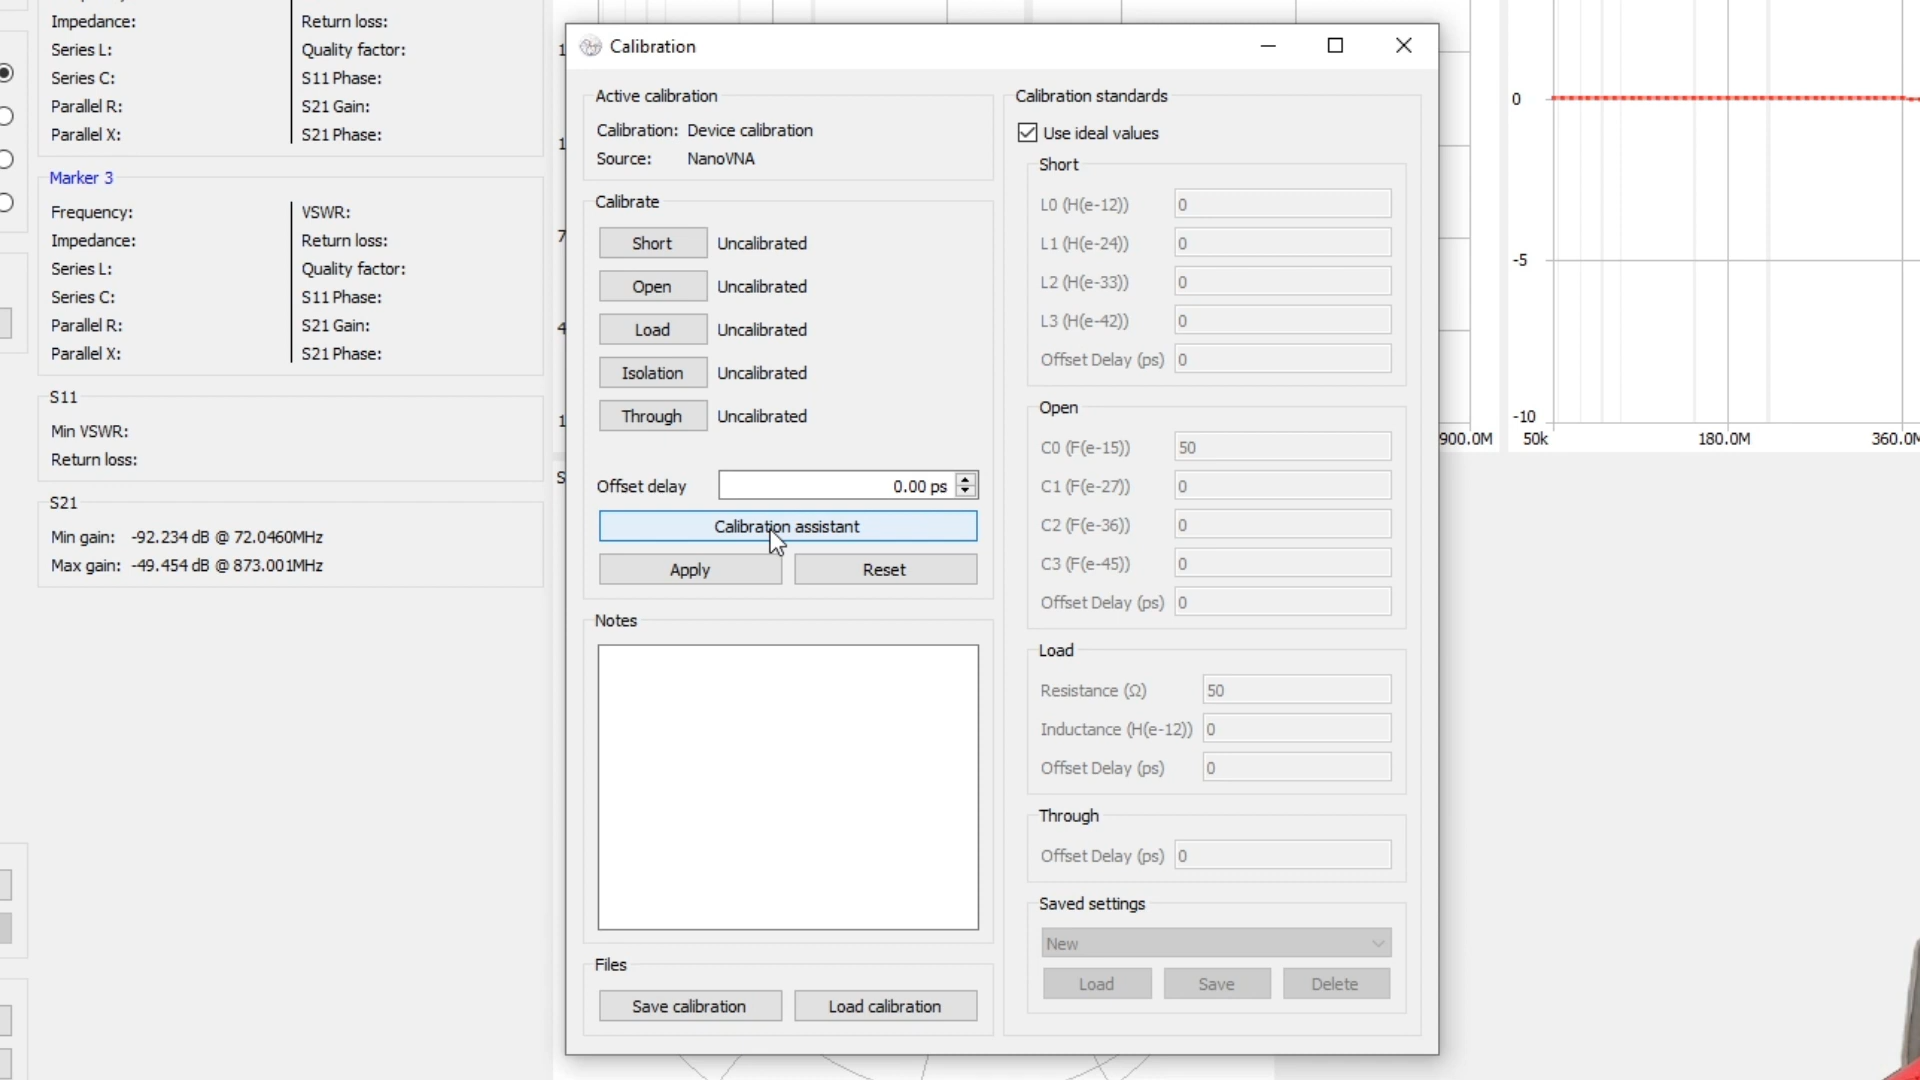 Impedance:
Return loss:
Series L:
Quality factor:
Series C:
S11 Phase:
Parallel R:
S21 Gain:
Parallel X:
S21 Phase:
Marker 3
Frequency:
VSWR:
Impedance:
Return loss:
Series L:
Quality factor:
Series C:
S11 Phase:
Parallel R:
S21 Gain:
Parallel X:
S21 Phase:
S11
Min VSWR:
Return loss:
S21
Min gain: -92.234 dB @ 72.0460MHz
Max gain: -49.454 dB @ 873.001MHz
Calibration
Active calibration
Calibration: Device calibration
Source: NanoVNA
Calibrate
Short Uncalibrated
Open Uncalibrated
Load Uncalibrated
Isolation Uncalibrated
Through Uncalibrated
Offset delay 0.00 ps
Calibration assistant
Apply Reset
Notes
Files
Save calibration Load calibration
Calibration standards
Use ideal values
Short
L0 (H(e-12)) 0
L1 (H(e-24)) 0
L2 (H(e-33)) 0
L3 (H(e-42)) 0
Offset Delay (ps) 0
Open
C0 (F(e-15)) 50
C1 (F(e-27)) 0
C2 (F(e-36)) 0
C3 (F(e-45)) 0
Offset Delay (ps) 0
Load
Resistance (Ω) 50
Inductance (H(e-12)) 0
Offset Delay (ps) 0
Through
Offset Delay (ps) 0
Saved settings
New
Load Save Delete
900.0M
0
-5
-10
50k 180.0M